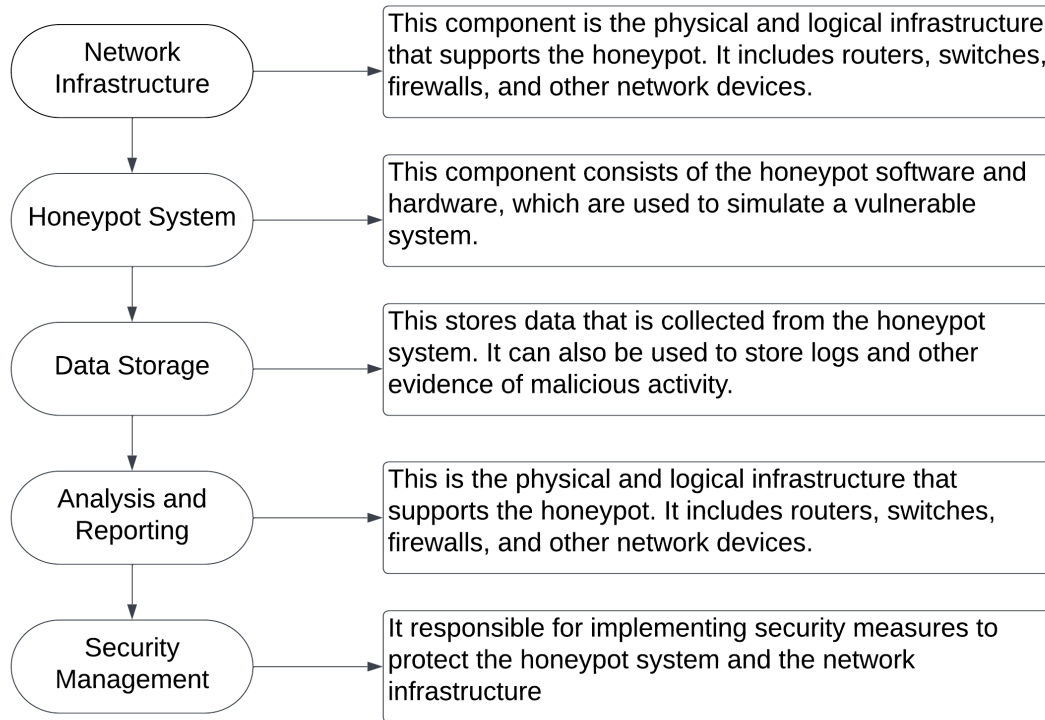 Network
Infrastructure
This component is the physical and logical infrastructure
that supports the honeypot. It includes routers, switches,
firewalls, and other network devices.
Honeypot System
This component consists of the honeypot software and
hardware, which are used to simulate a vulnerable
system.
Data Storage
This stores data that is collected from the honeypot
system. It can also be used to store logs and other
evidence of malicious activity.
Analysis and
Reporting
This is the physical and logical infrastructure that
supports the honeypot. It includes routers, switches,
firewalls, and other network devices.
Security
Management
It responsible for implementing security measures to
protect the honeypot system and the network
infrastructure